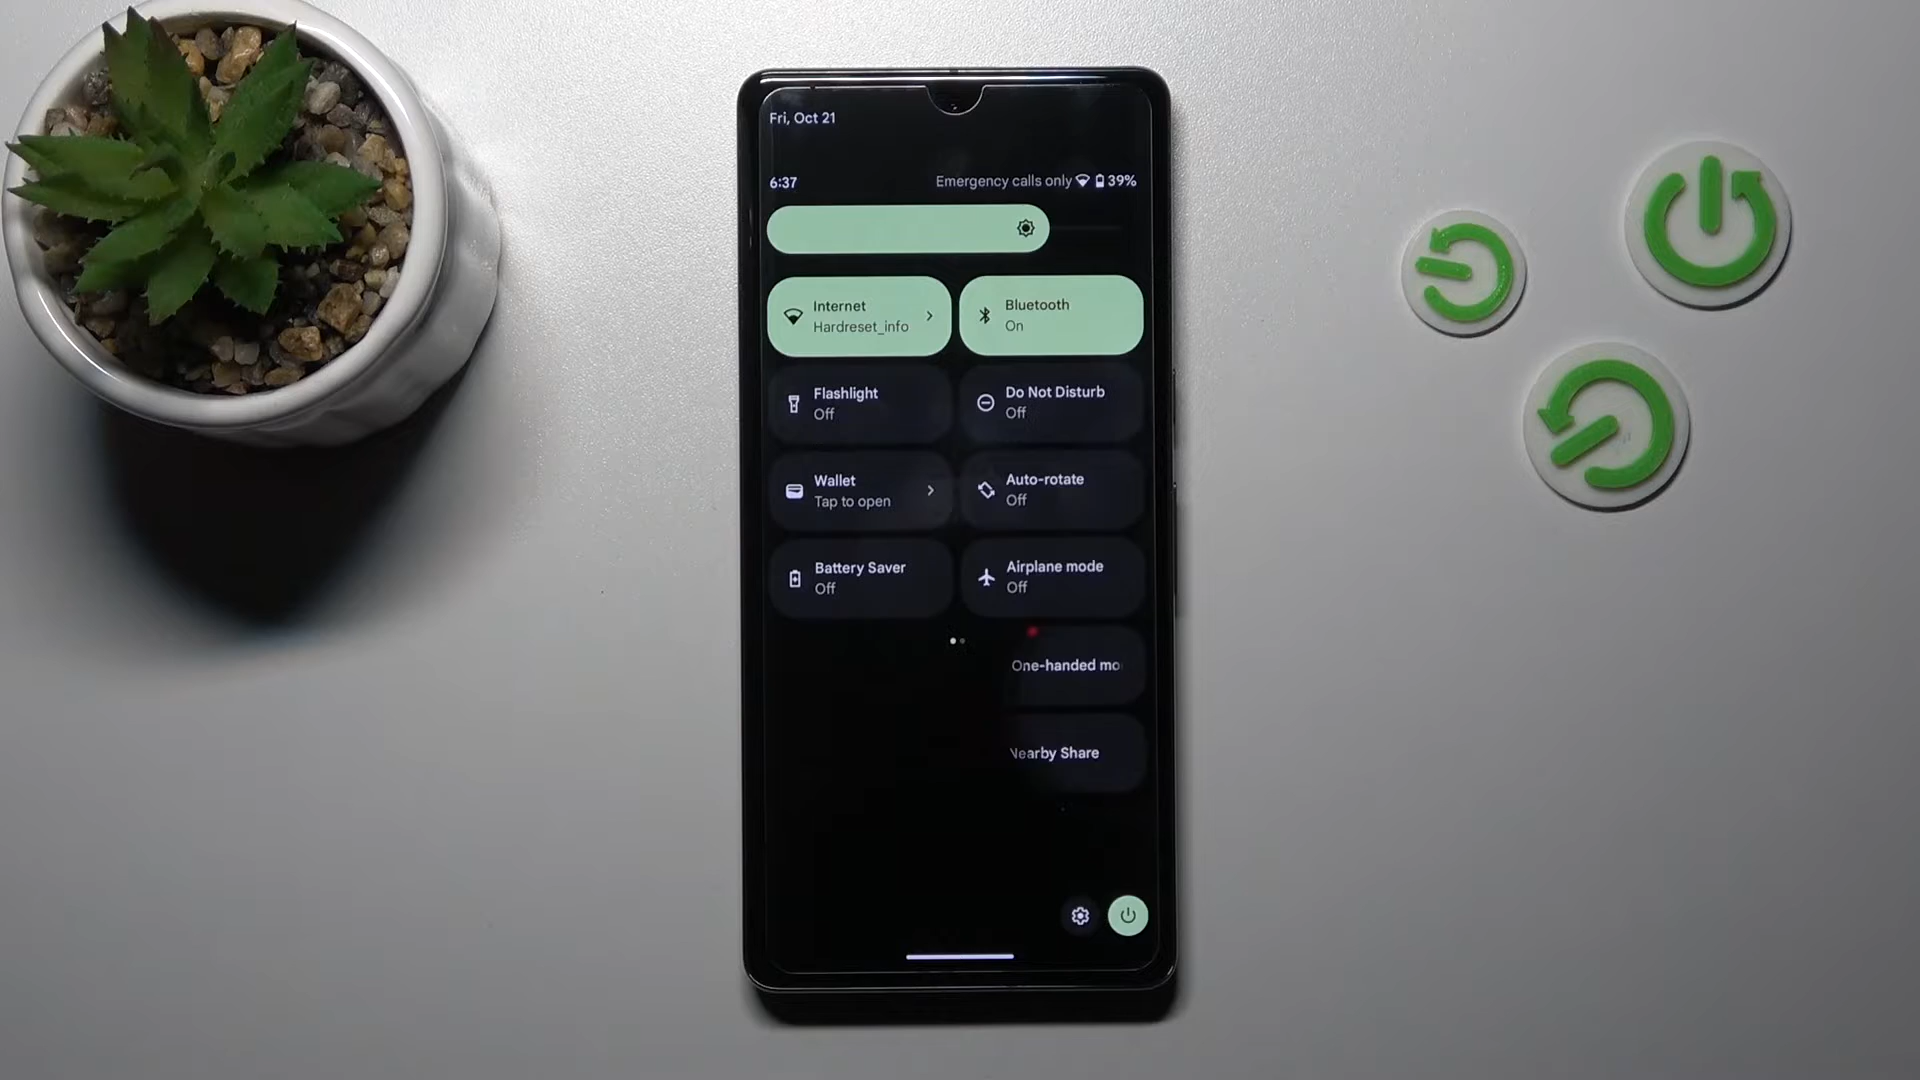 Fri, Oct 21
6:37
Emergency calls only 39%
Internet
Hardreset_info
Bluetooth
On
Flashlight
Off
Do Not Disturb
Off
Wallet
Tap to open
Auto-rotate
Off
Battery Saver
Off
Airplane mode
Off
One-handed mo
Nearby Share